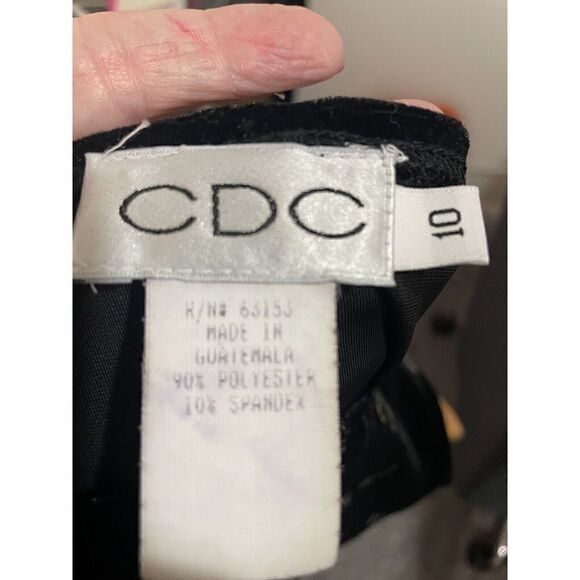 CDC
10
R/N# 63153
MADE IN
GUATEMALA
90% POLYESTER
10% SPANDEX